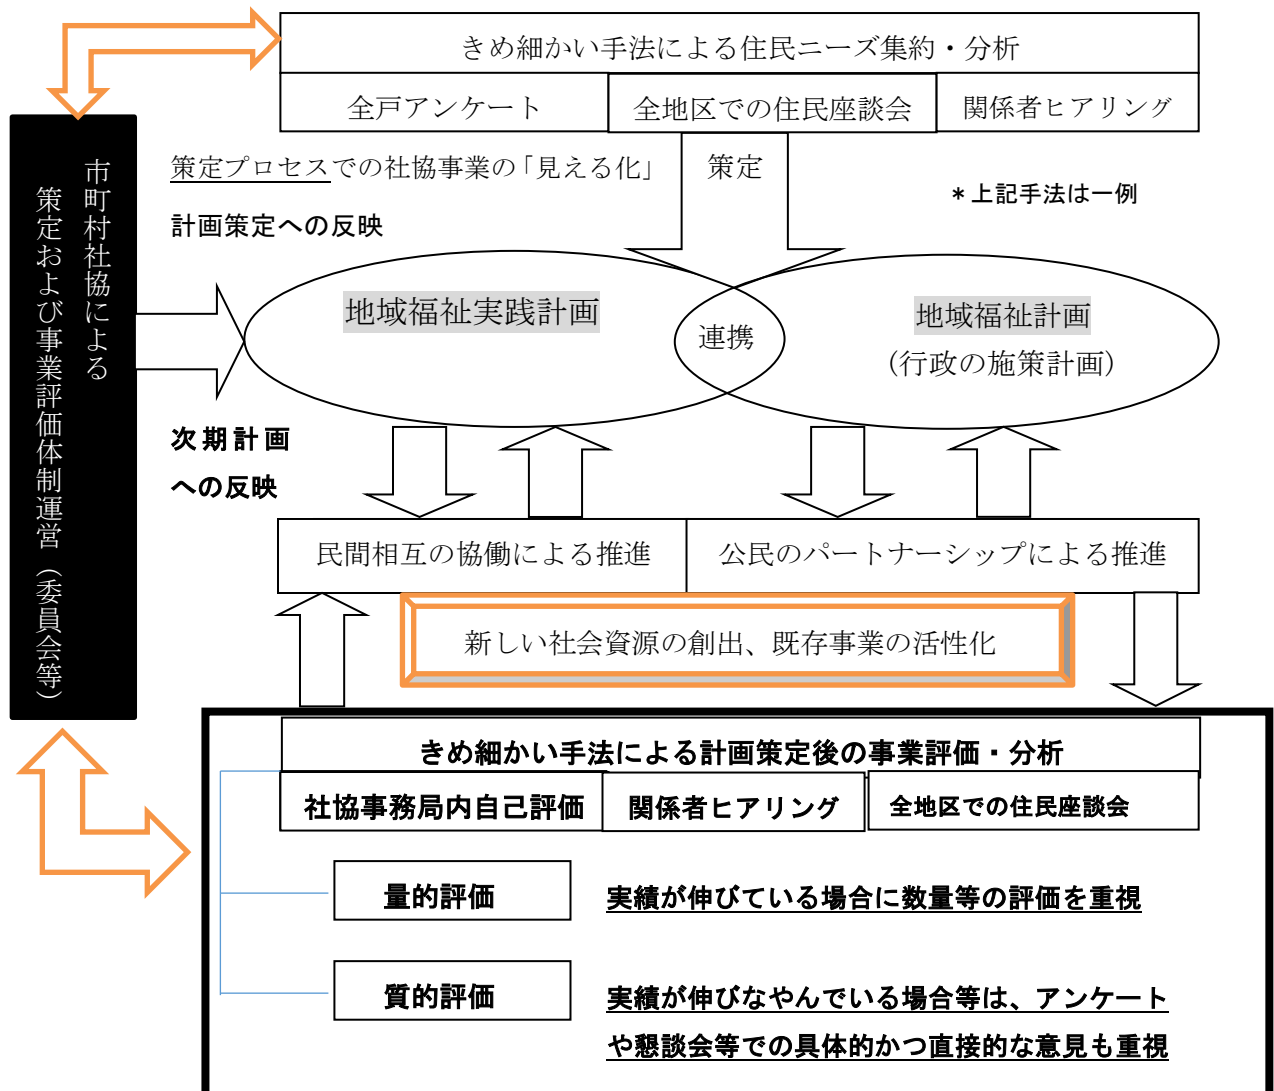 きめ細かい手法による住民ニーズ集約・分析
全戸アンケート
全地区での住民座談会
関係者ヒアリング
策定プロセスでの社協事業の「見える化」
策定
＊上記手法は一例
計画策定への反映
市町村社協による
策定および事業評価体制運営（委員会等）
地域福祉実践計画
連携
地域福祉計画
（行政の施策計画）
次期計画
への反映
民間相互の協働による推進
公民のパートナーシップによる推進
新しい社会資源の創出、既存事業の活性化
きめ細かい手法による計画策定後の事業評価・分析
社協事務局内自己評価
関係者ヒアリング
全地区での住民座談会
量的評価
実績が伸びている場合に数量等の評価を重視
質的評価
実績が伸びなやんでいる場合等は、アンケート
や懇談会等での具体的かつ直接的な意見も重視